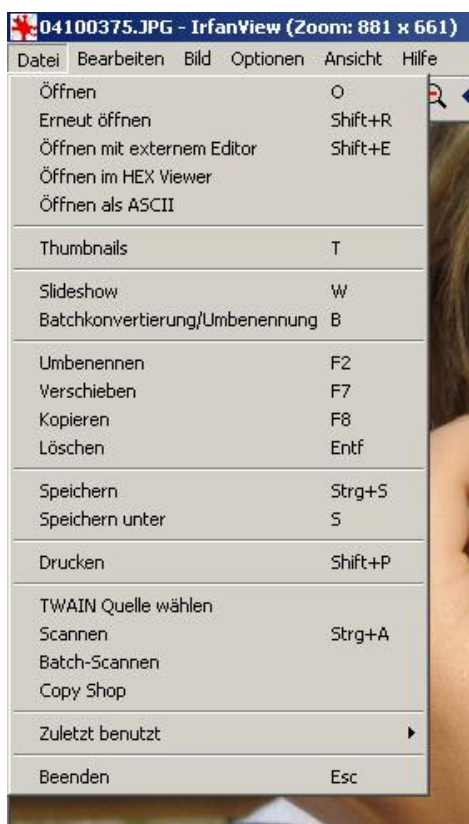 04100375.JPG - IrfanView (Zoom: 881 x 661)
Datei Bearbeiten Bild Optionen Ansicht Hilfe
Öffnen O
Erneut öffnen Shift+R
Öffnen mit externem Editor Shift+E
Öffnen im HEX Viewer
Öffnen als ASCII
Thumbnails T
Slideshow W
Batchkonvertierung/Umbenennung B
Umbenennen F2
Verschieben F7
Kopieren F8
Löschen Entf
Speichern Strg+S
Speichern unter S
Drucken Shift+P
TWAIN Quelle wählen
Scannen Strg+A
Batch-Scannen
Copy Shop
Zuletzt benutzt
Beenden Esc